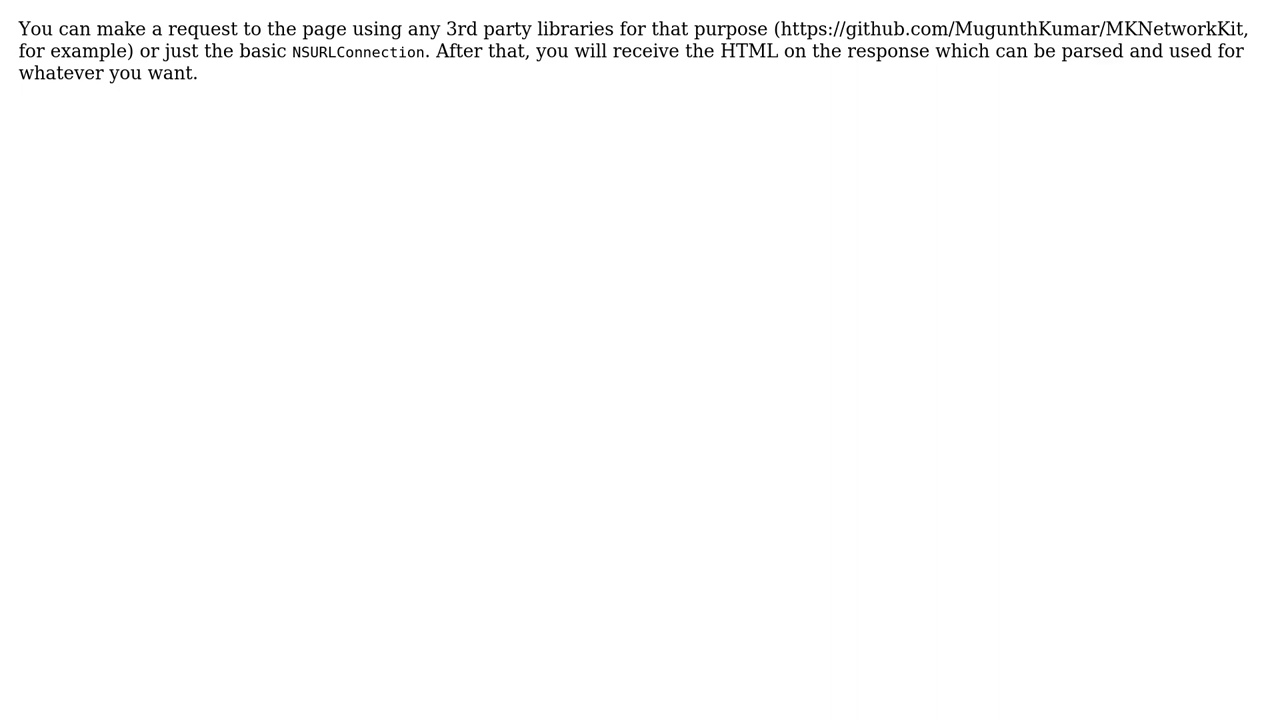 You can make a request to the page using any 3rd party libraries for that purpose (https://github.com/MugunthKumar/MKNetworkKit,
for example) or just the basic NSURLConnection. After that, you will receive the HTML on the response which can be parsed and used for
whatever you want.